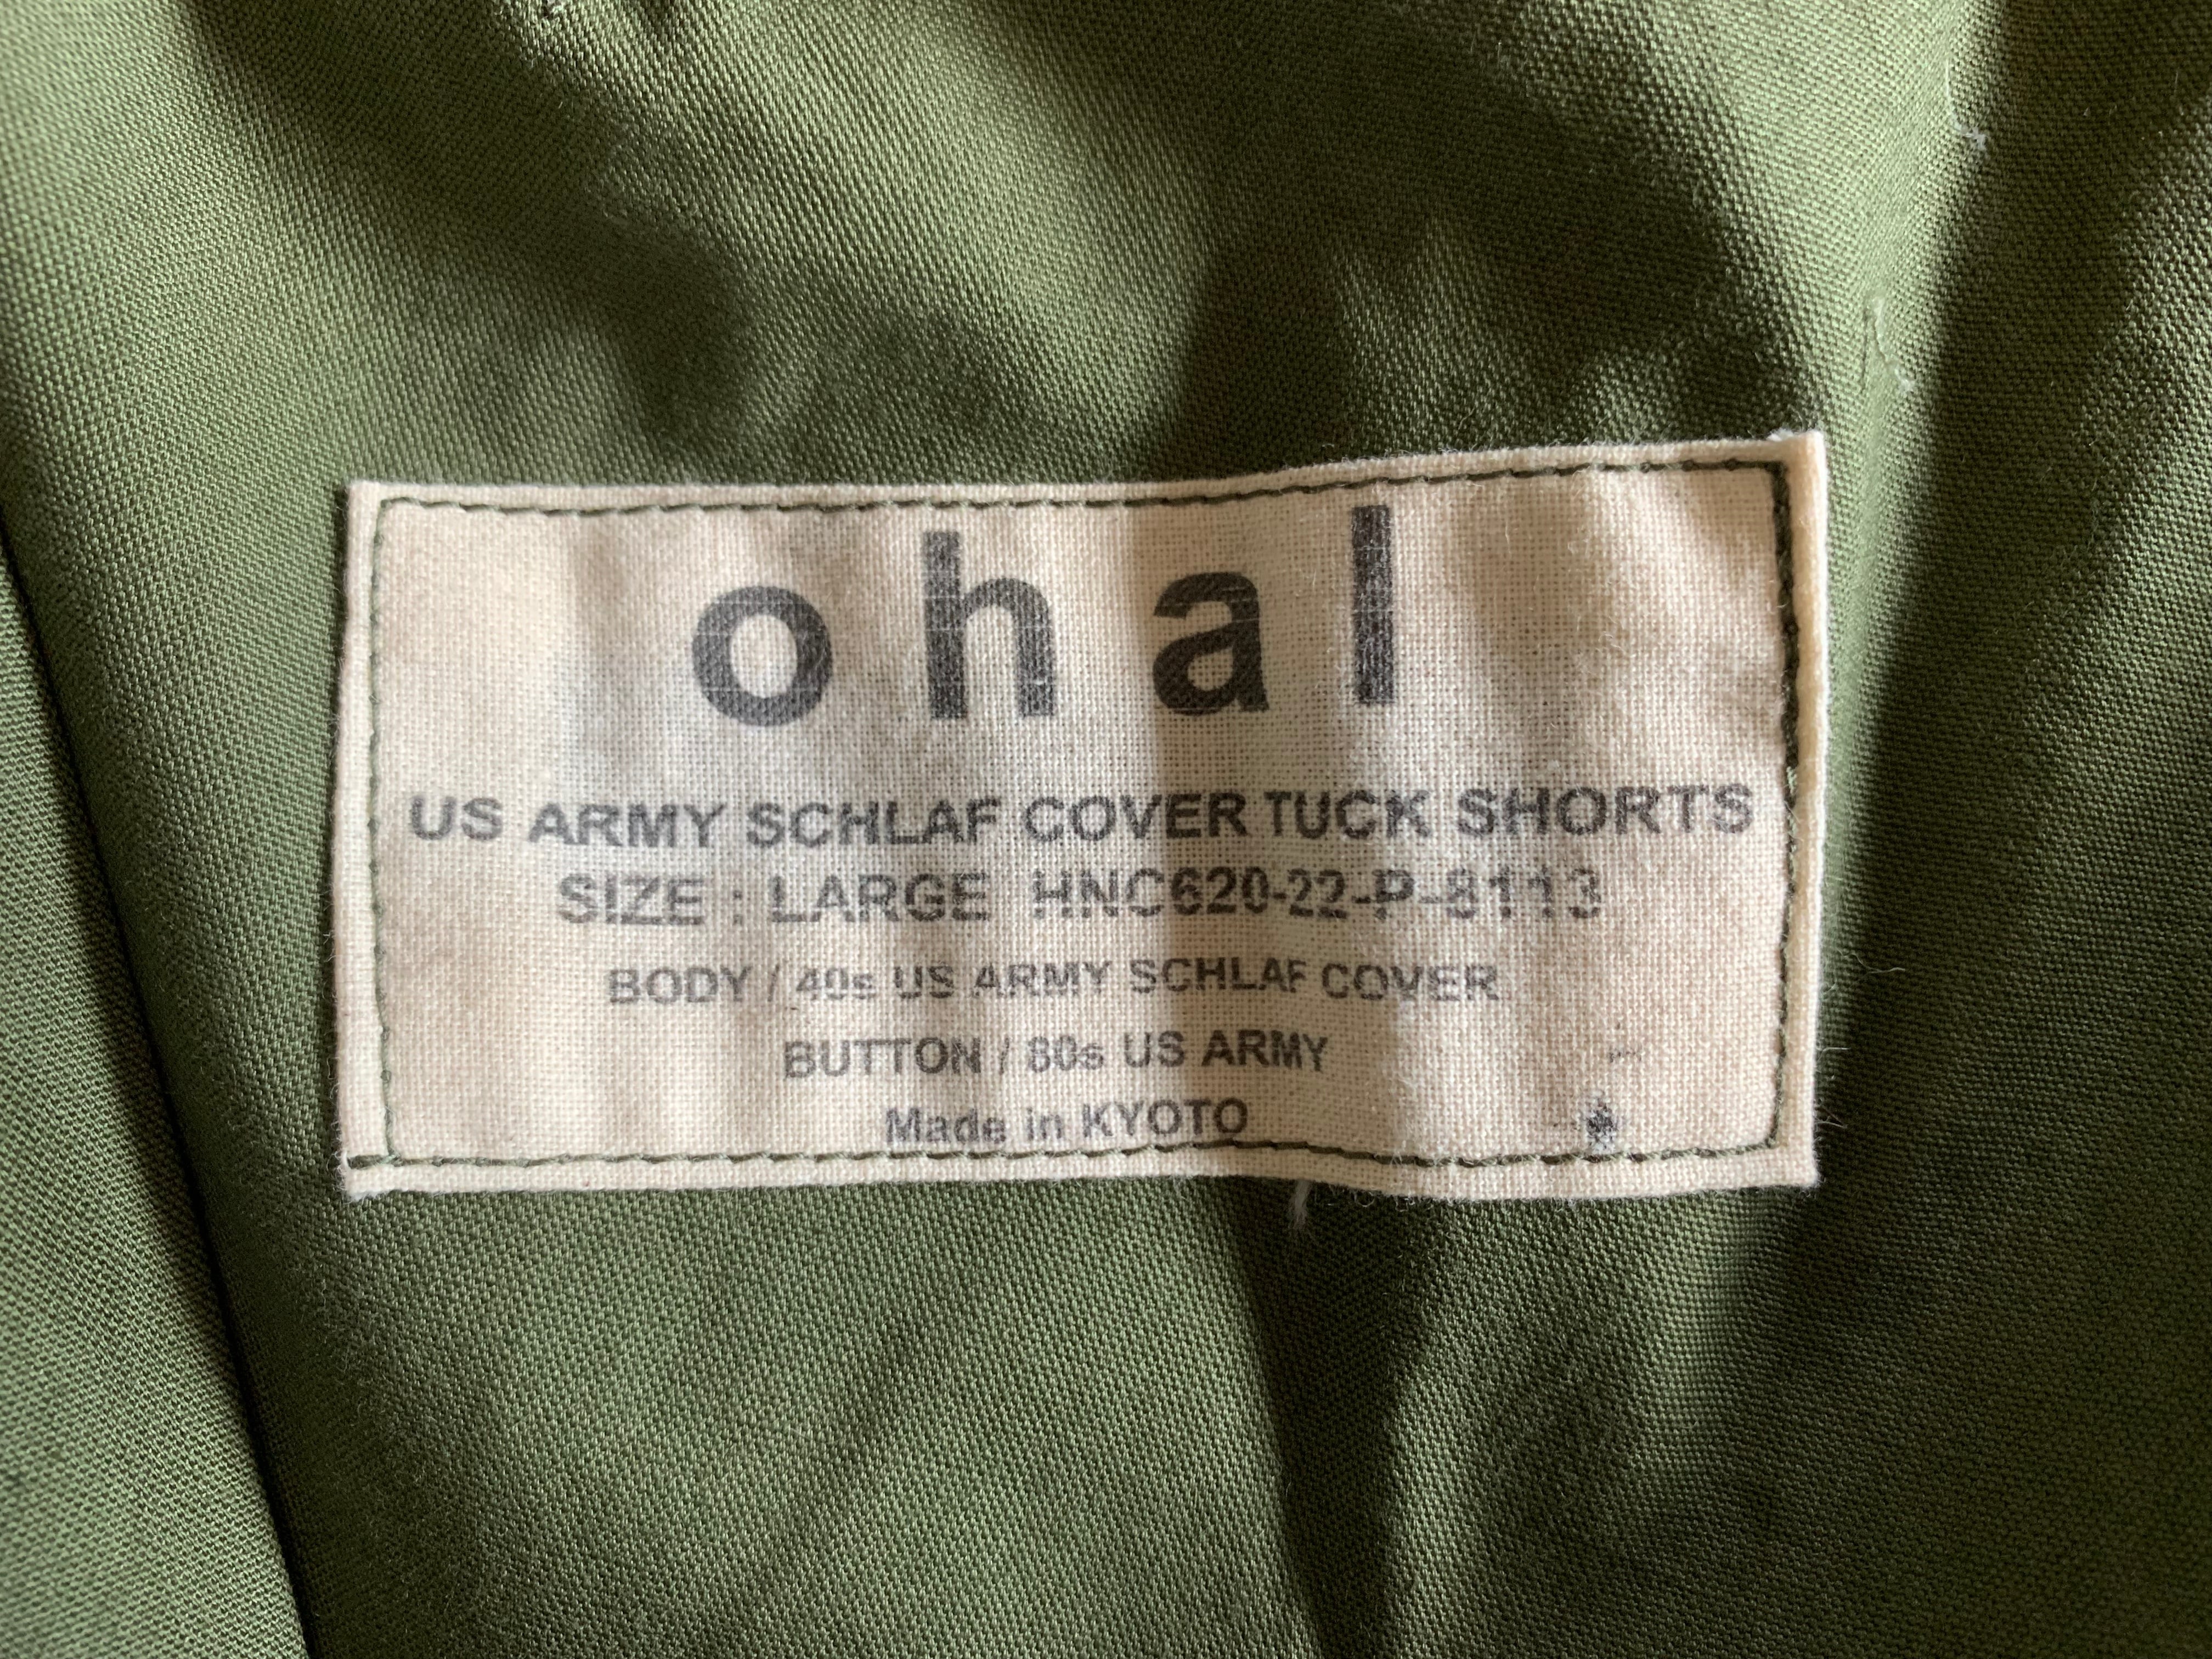 ohal
US ARMY SCHLAF COVER TUCK SHORTS
SIZE : LARGE HNC620-22-P-8113
BODY / 40s US ARMY SCHLAF COVER
BUTTON / 80s US ARMY
Made in KYOTO